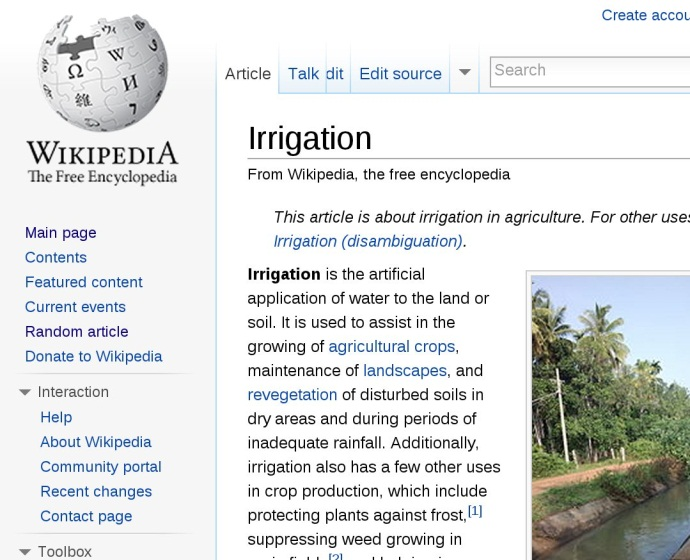 Create accou
Article
Talk
dit
Edit source
Search
WIKIPEDIA
The Free Encyclopedia
Main page
Contents
Featured content
Current events
Random article
Donate to Wikipedia
Interaction
Help
About Wikipedia
Community portal
Recent changes
Contact page
Toolbox
Irrigation
From Wikipedia, the free encyclopedia
This article is about irrigation in agriculture. For other uses
Irrigation (disambiguation).
Irrigation is the artificial
application of water to the land or
soil. It is used to assist in the
growing of agricultural crops,
maintenance of landscapes, and
revegetation of disturbed soils in
dry areas and during periods of
inadequate rainfall. Additionally,
irrigation also has a few other uses
in crop production, which include
protecting plants against frost,[1]
suppressing weed growing in